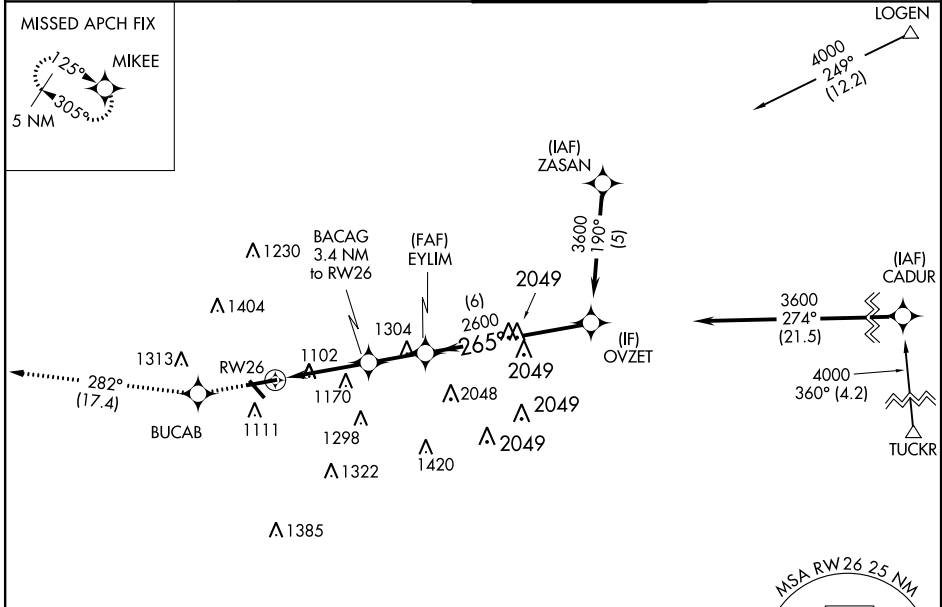 MISSED APCH FIX
MIKEE
125°
305°
5 NM
LOGEN
4000
249°
(12.2)
(IAF)
ZASAN
3600
190°
(5)
BACAG
3.4 NM
to RW26
(FAF)
EYLIM
1230
2049
(6)
2600
265°
(IF)
OVZET
(IAF)
CADUR
3600
274°
(21.5)
1404
1304
1313
RW26
1102
2049
282°
(17.4)
1170
2048
4000
360° (4.2)
BUCAB
1111
2049
1298
2049
TUCKR
1322
1420
1385
MSA RW26 25 NM